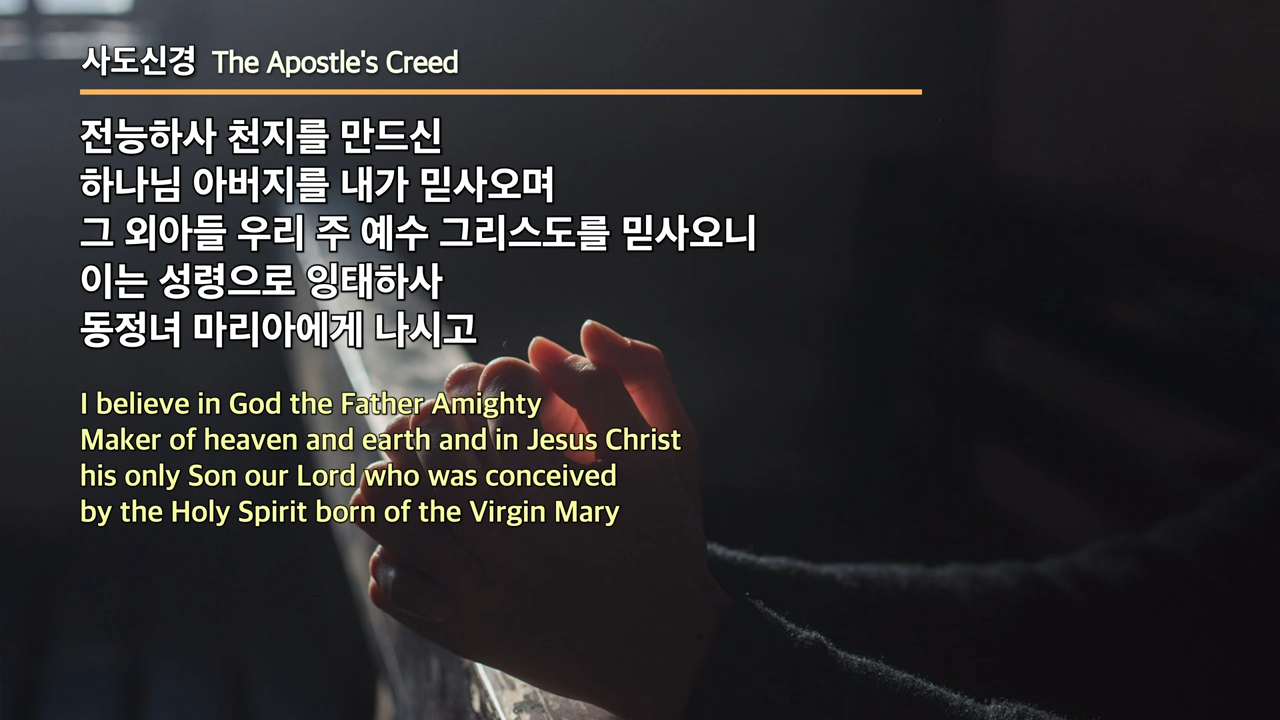 사도신경 The Apostle's Creed
전능하사 천지를 만드신
하나님 아버지를 내가 믿사오며
그 외아들 우리 주 예수 그리스도를 믿사오니
이는 성령으로 잉태하사
동정녀 마리아에게 나시고
I believe in God the Father Amighty
Maker of heaven and earth and in Jesus Christ
his only Son our Lord who was conceived
by the Holy Spirit born of the Virgin Mary